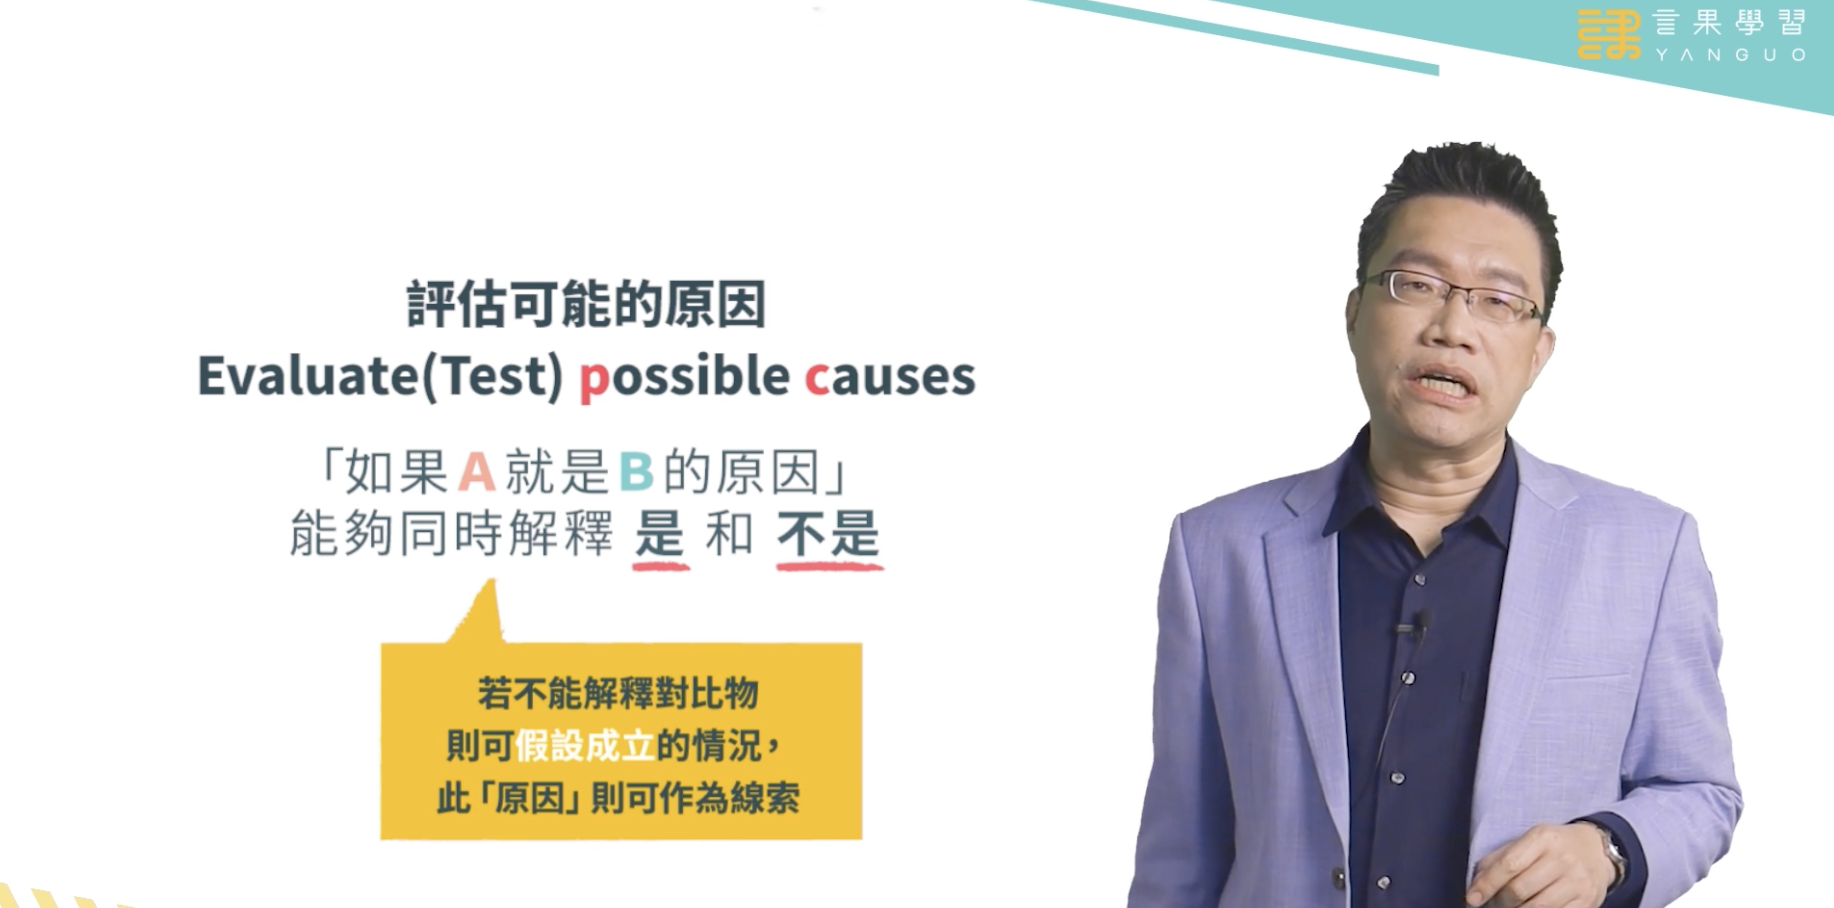 言果學習
YANGUO
評估可能的原因
Evaluate(Test) possible causes
「如果A就是B的原因」
能夠同時解釋 是 和 不是
若不能解釋對比物
則可假設成立的情況，
此「原因」則可作為線索